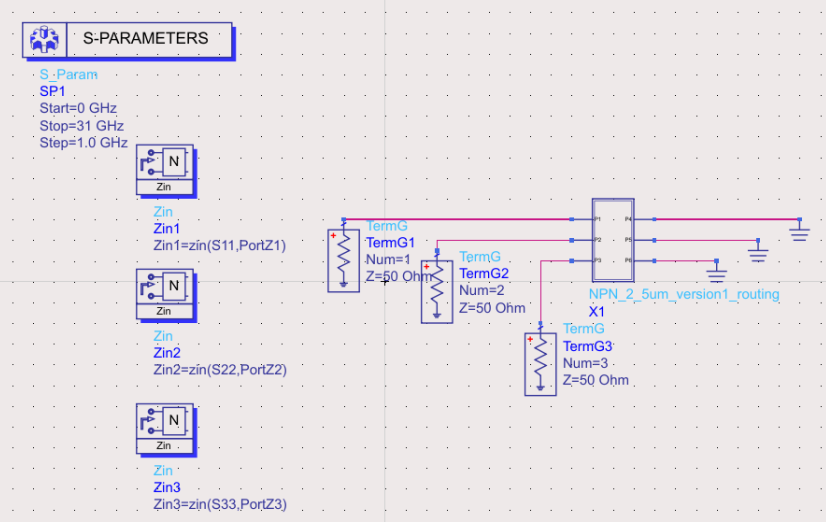 S-PARAMETERS
S_Param
SP1
Start=0 GHz
Stop=31 GHz
Step=1.0 GHz
N
Zin
Zin
Zin1
Zin1=zin(S11,PortZ1)
N
Zin
Zin
Zin2
Zin2=zin(S22,PortZ2)
N
Zin
Zin
Zin3
Zin3=zin(S33,PortZ3)
TermG
TermG1
Num=1
Z=50 Ohm
TermG
TermG2
Num=2
Z=50 Ohm
TermG
TermG3
Num=3
Z=50 Ohm
P1 P4
P2 P5
P3 P6
NPN_2_5um_version1_routing
X1